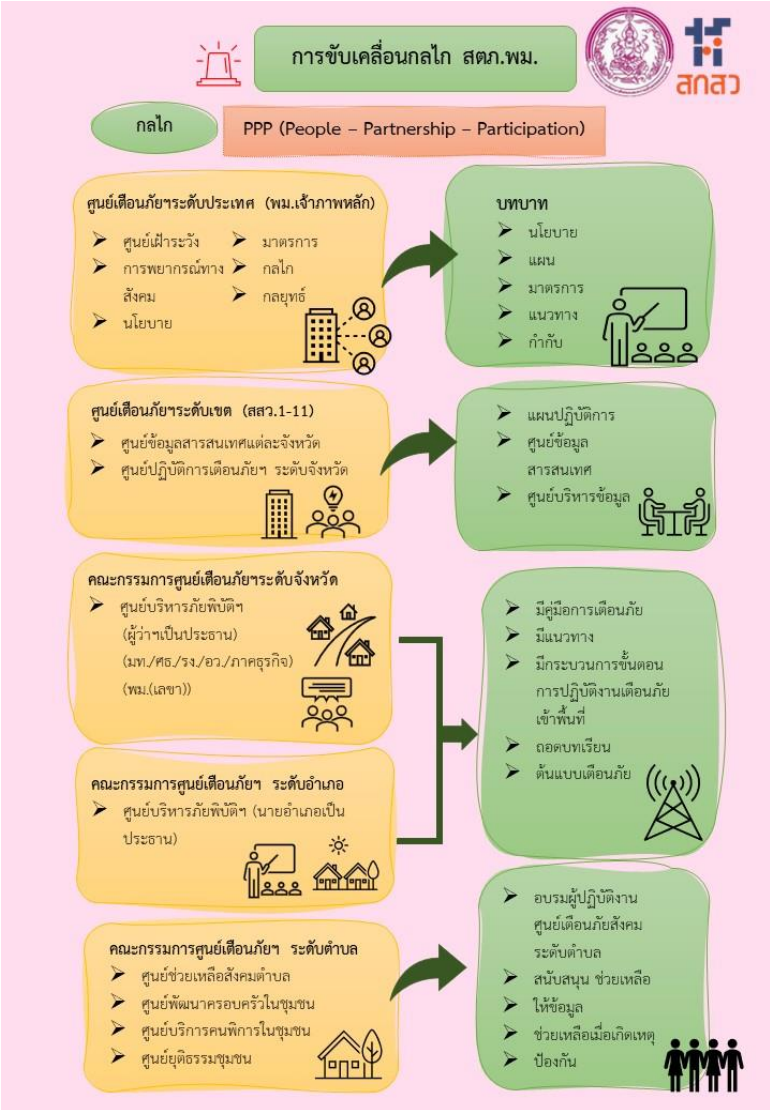 การขับเคลื่อนกลไก สตภ.พม.
สกสว
กลไก
PPP (People – Partnership – Participation)
ศูนย์เตือนภัยฯระดับประเทศ (พม.เจ้าภาพหลัก)
➢ ศูนย์เฝ้าระวัง
➢ การพยากรณ์ทาง
สังคม
➢ นโยบาย
➢ มาตรการ
➢ กลไก
➢ กลยุทธ์
บทบาท
➢ นโยบาย
➢ แผน
➢ มาตรการ
➢ แนวทาง
➢ กำกับ
ศูนย์เตือนภัยฯระดับเขต (สสว.1-11)
➢ ศูนย์ข้อมูลสารสนเทศแต่ละจังหวัด
➢ ศูนย์ปฏิบัติการเตือนภัยฯ ระดับจังหวัด
➢ แผนปฏิบัติการ
➢ ศูนย์ข้อมูล
สารสนเทศ
➢ ศูนย์บริหารข้อมูล
คณะกรรมการศูนย์เตือนภัยฯระดับจังหวัด
➢ ศูนย์บริหารภัยพิบัติฯ
(ผู้ว่าฯเป็นประธาน)
(มท./ศธ./รง./อว./ภาคธุรกิจ)
(พม.(เลขา))
คณะกรรมการศูนย์เตือนภัยฯ ระดับอำเภอ
➢ ศูนย์บริหารภัยพิบัติฯ (นายอำเภอเป็น
ประธาน)
➢ มีคู่มือการเตือนภัย
➢ มีแนวทาง
➢ มีกระบวนการขั้นตอน
การปฏิบัติงานเตือนภัย
เข้าพื้นที่
➢ ถอดบทเรียน
➢ ต้นแบบเตือนภัย
คณะกรรมการศูนย์เตือนภัยฯ ระดับตำบล
➢ ศูนย์ช่วยเหลือสังคมตำบล
➢ ศูนย์พัฒนาครอบครัวในชุมชน
➢ ศูนย์บริการคนพิการในชุมชน
➢ ศูนย์ยุติธรรมชุมชน
➢ อบรมผู้ปฏิบัติงาน
ศูนย์เตือนภัยสังคม
ระดับตำบล
➢ สนับสนุน ช่วยเหลือ
➢ ให้ข้อมูล
➢ ช่วยเหลือเมื่อเกิดเหตุ
➢ ป้องกัน